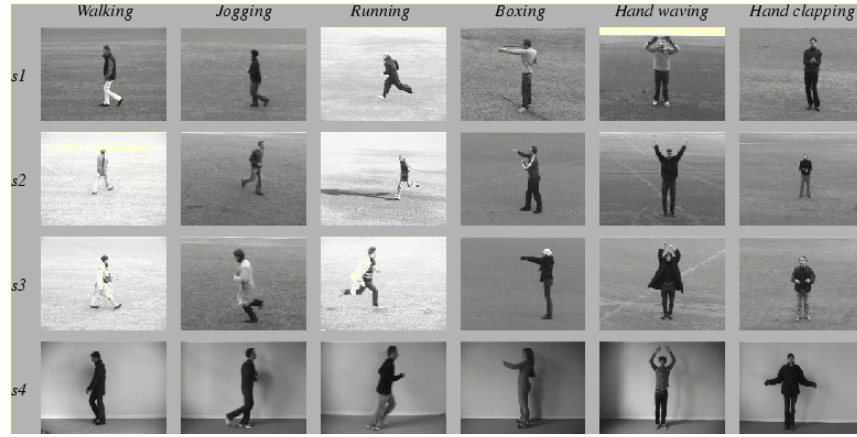 Walking Jogging Running Boxing Hand waving Hand clapping
s1
s2
s3
s4